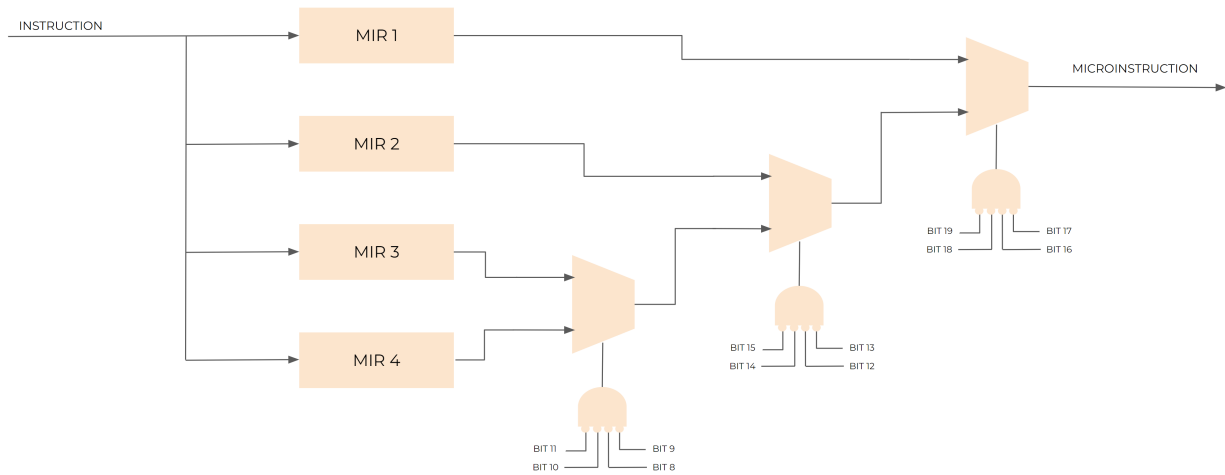 INSTRUCTION
MIR 1
MICROINSTRUCTION
MIR 2
MIR 3
MIR 4
BIT 19
BIT 17
BIT 18
BIT 16
BIT 15
BIT 13
BIT 14
BIT 12
BIT 11
BIT 9
BIT 10
BIT 8